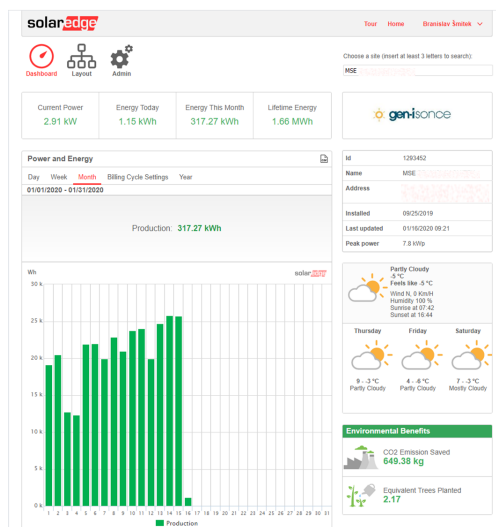 solaredge
Tour Home Branislav Šmitek
Dashboard Layout Admin
Choose a site (insert at least 3 letters to search):
MSE
Current Power Energy Today Energy This Month Lifetime Energy
2.91 kW 1.15 kWh 317.27 kWh 1.66 MWh
gen-i sonce
Power and Energy
Day Week Month Billing Cycle Settings Year
01/01/2020 - 01/31/2020
Production: 317.27 kWh
Id 1293452
Name MSE
Address
Installed 09/25/2019
Last updated 01/16/2020 09:21
Peak power 7.8 kWp
Wh
solaredge
30 k
25 k
20 k
15 k
10 k
5 k
0 k
1 2 3 4 5 6 7 8 9 10 11 12 13 14 15 16 17 18 19 20 21 22 23 24 25 26 27 28 29 30 31
Production
Partly Cloudy
-5 °C
Feels like -5 °C
Wind N, 0 Km/H
Humidity 100 %
Sunrise at 07:42
Sunset at 16:44
Thursday Friday Saturday
9 - -3 °C 4 - -6 °C 7 - -3 °C
Partly Cloudy Partly Cloudy Mostly Cloudy
Environmental Benefits
CO2 Emission Saved
649.38 kg
Equivalent Trees Planted
2.17